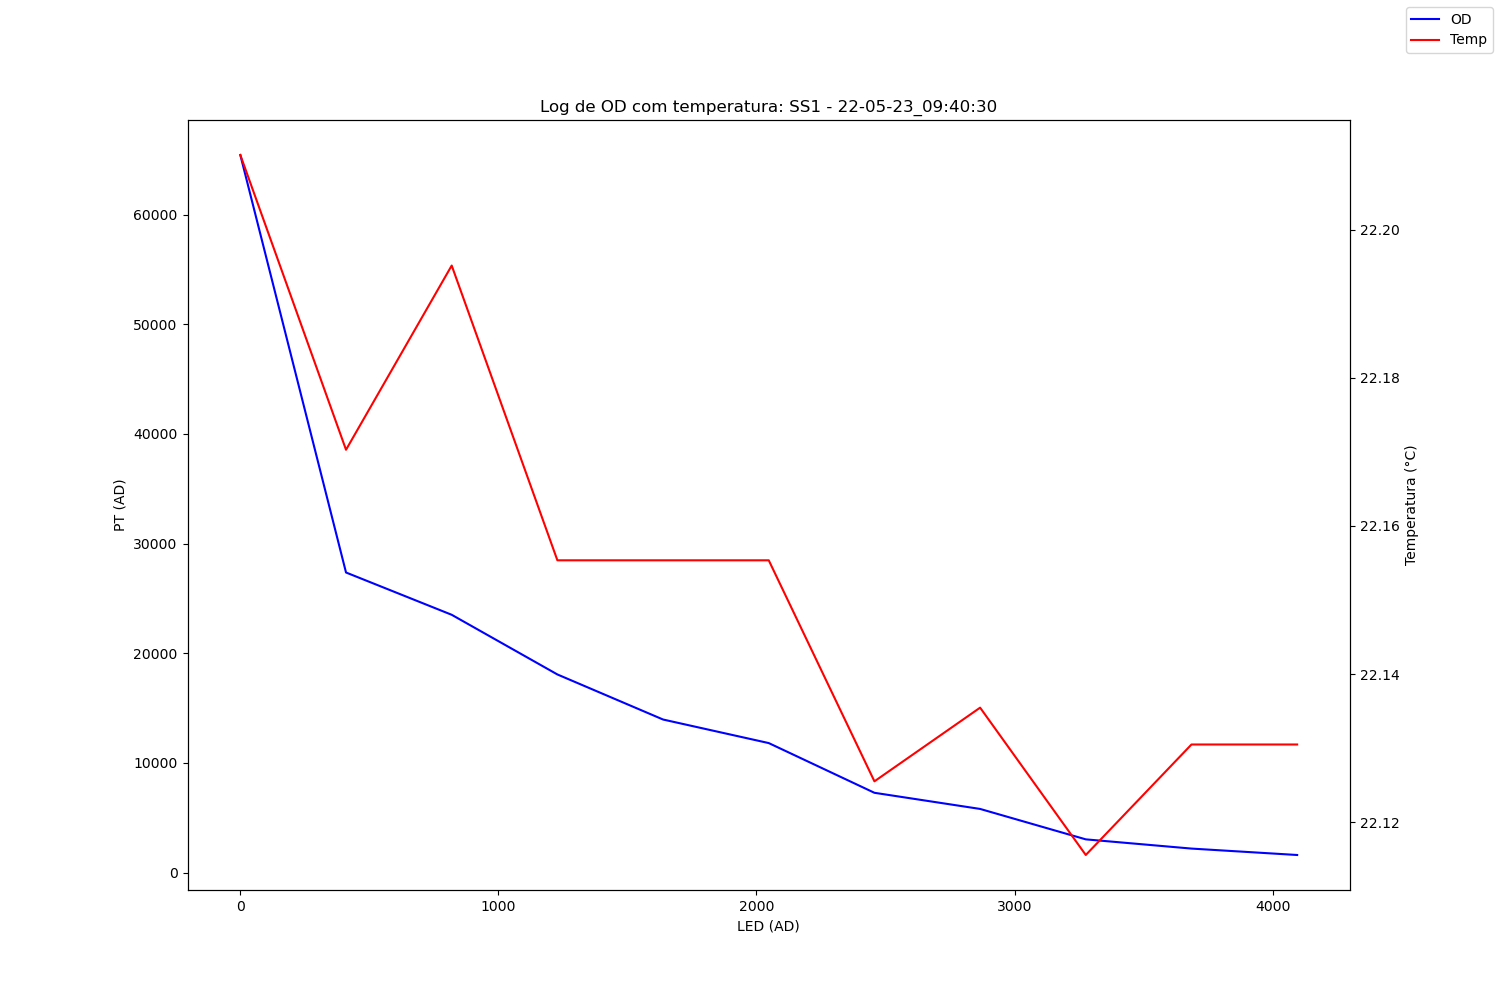 OD
Temp
Log de OD com temperatura: SS1 - 22-05-23_09:40:30
60000
50000
40000
30000
20000
10000
0
PT (AD)
22.20
22.18
22.16
22.14
22.12
Temperatura (°C)
0 1000 2000 3000 4000
LED (AD)